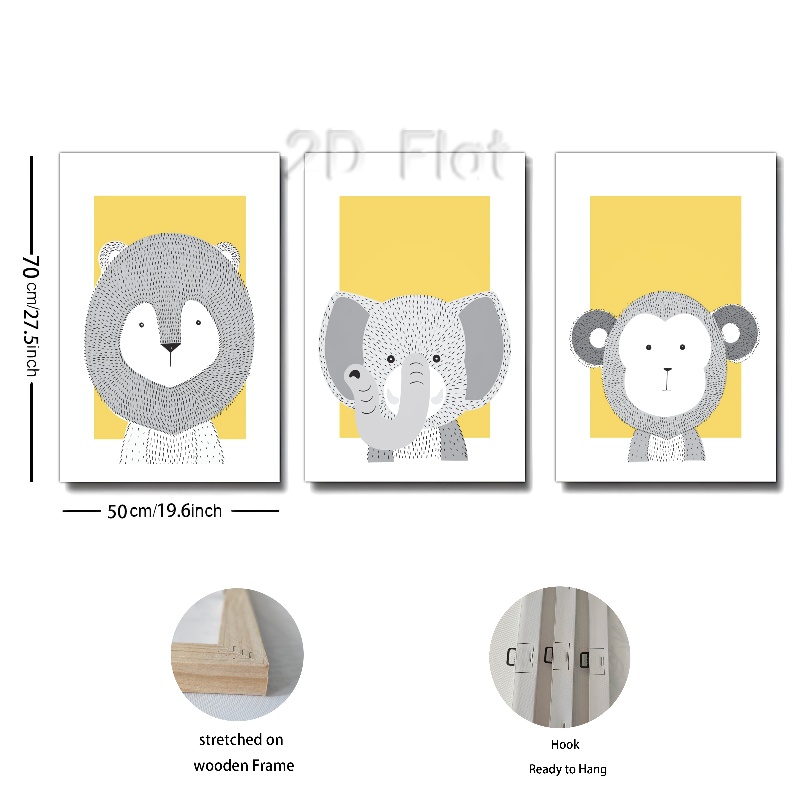 2D Flat
70 cm/27.5inch
50cm/19.6inch
stretched on
wooden Frame
Hook
Ready to Hang